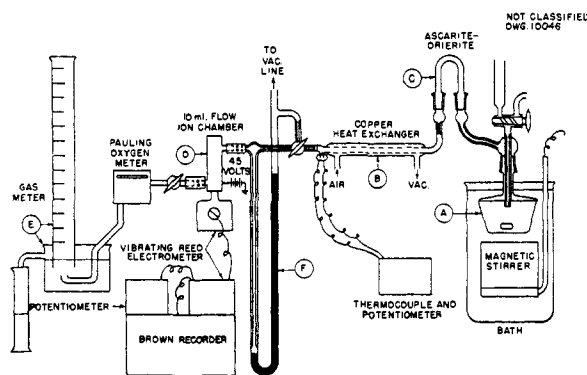 NOT CLASSIFIED
DWG. 10046
ASCARITE-
DRIERITE
C
TO
VAC.
LINE
10 ml. FLOW
ION CHAMBER
COPPER
HEAT EXCHANGER
PAULING
OXYGEN
METER
D
45
VOLTS
GAS
METER
AIR
B
VAC.
A
E
VIBRATING REED
ELECTROMETER
F
MAGNETIC
STIRRER
POTENTIOMETER
THERMOCOUPLE AND
POTENTIOMETER
BROWN RECORDER
BATH